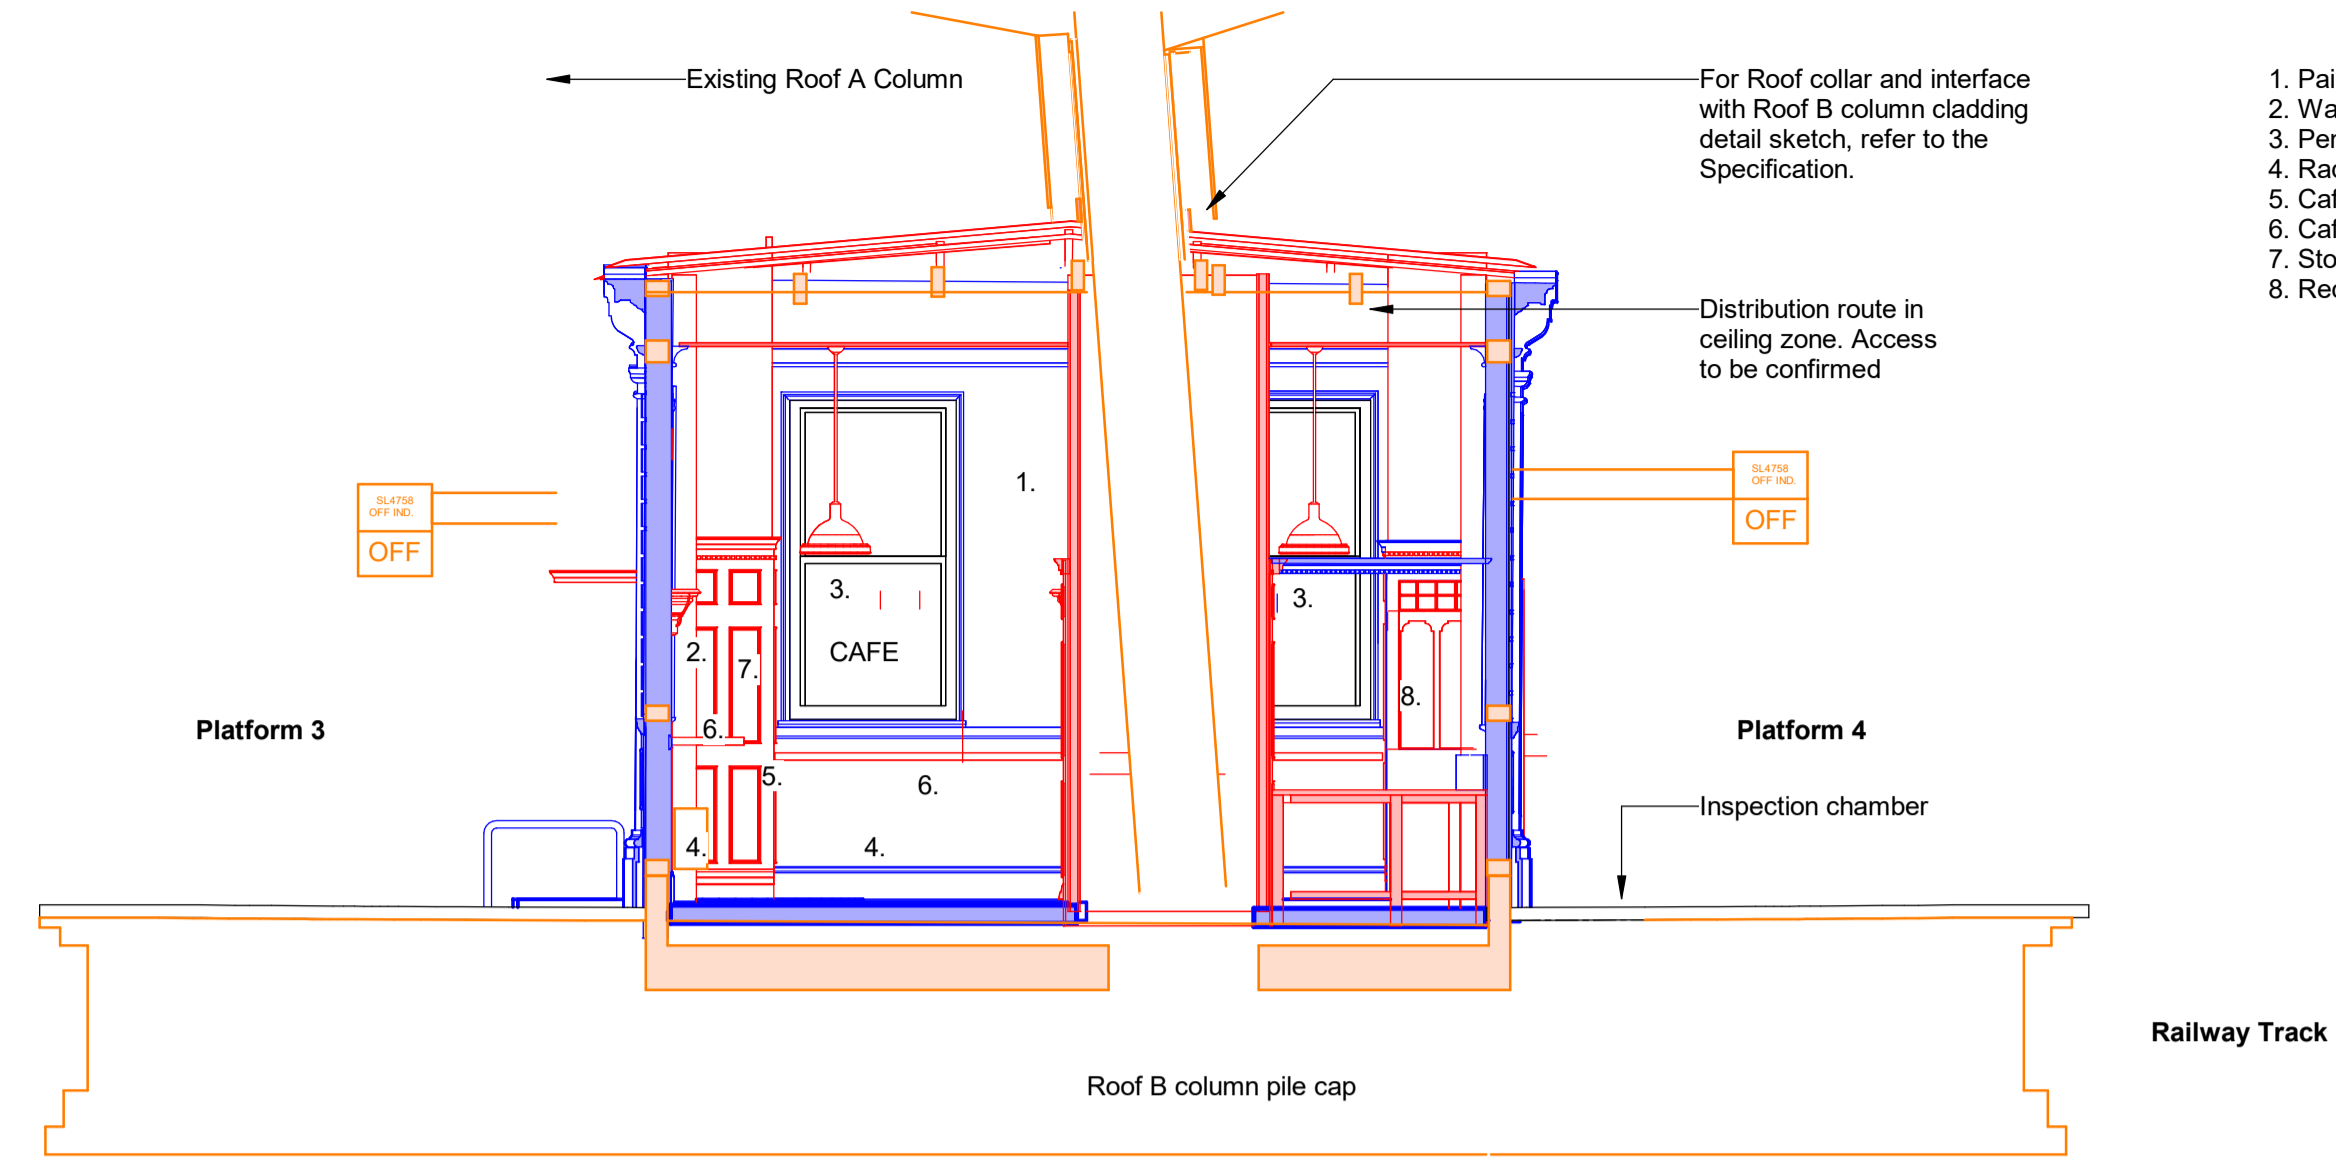 Existing Roof A Column
For Roof collar and interface
with Roof B column cladding
detail sketch, refer to the
Specification.
1. Pai
2. Wa
3. Per
4. Rad
5. Caf
6. Caf
7. Sto
8. Rec
Distribution route in
ceiling zone. Access
to be confirmed
SL4758
OFF IND.
OFF
SL4758
OFF IND.
OFF
1.
3.
3.
CAFE
2.
7.
8.
6.
5.
6.
4.
4.
Platform 3
Platform 4
Inspection chamber
Railway Track
Roof B column pile cap